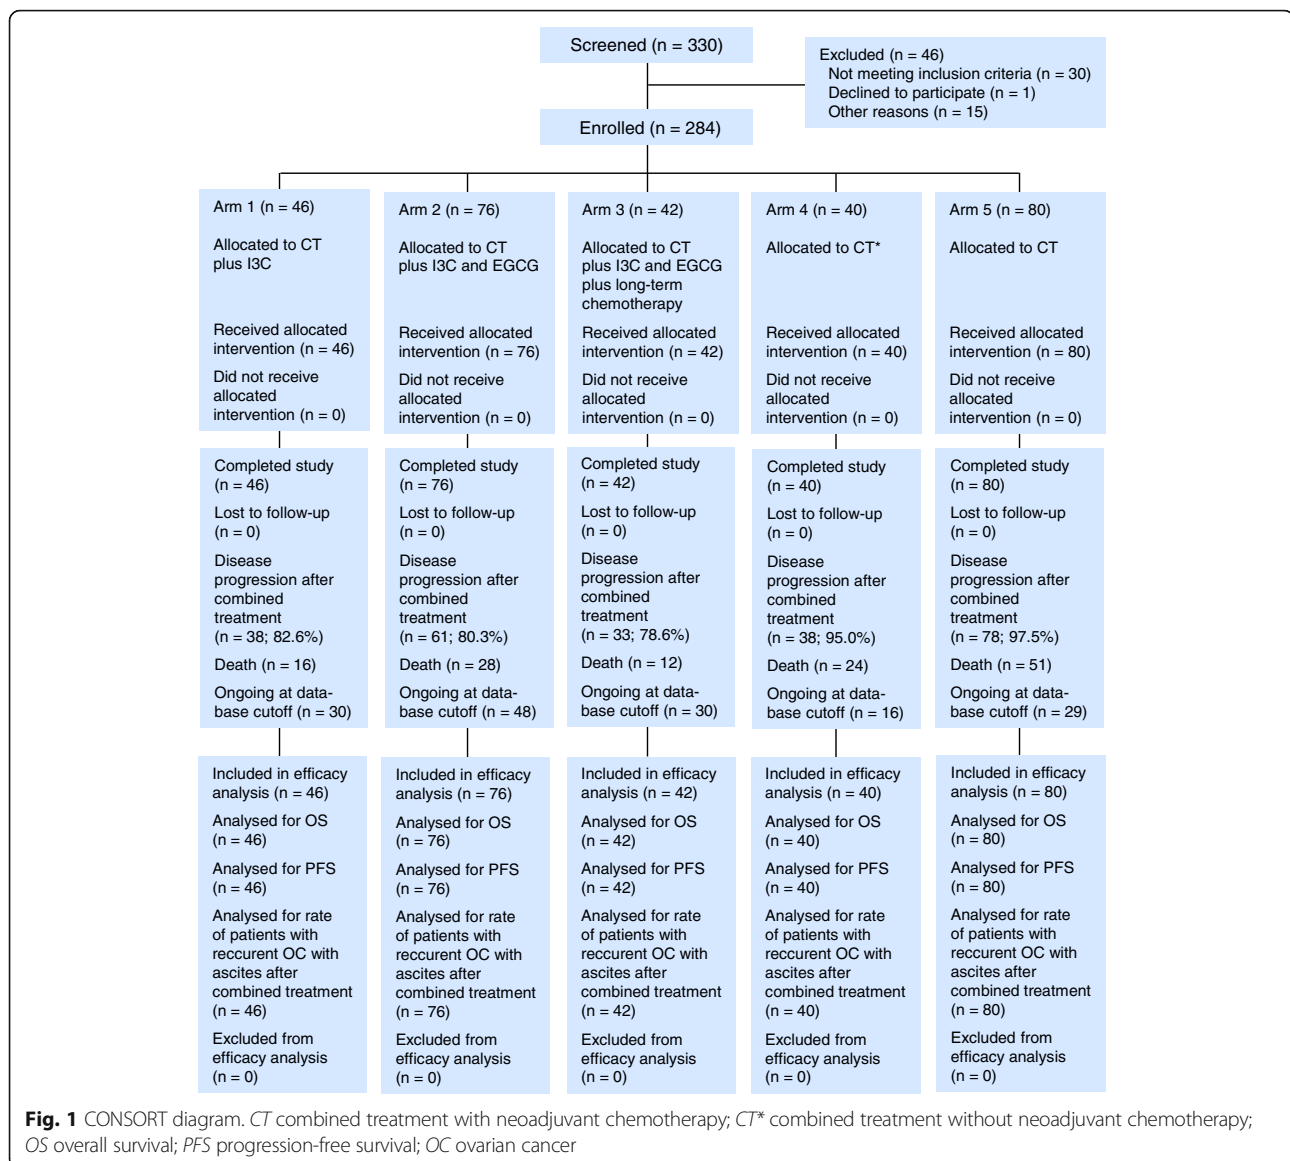 Screened (n = 330)
Excluded (n = 46)
Not meeting inclusion criteria (n = 30)
Declined to participate (n = 1)
Other reasons (n = 15)
Enrolled (n = 284)
Arm 1 (n = 46)
Allocated to CT
plus I3C
Received allocated
intervention (n = 46)
Did not receive
allocated
intervention (n = 0)
Completed study
(n = 46)
Lost to follow-up
(n = 0)
Disease
progression after
combined
treatment
(n = 38; 82.6%)
Death (n = 16)
Ongoing at data-
base cutoff (n = 30)
Included in efficacy
analysis (n = 46)
Analysed for OS
(n = 46)
Analysed for PFS
(n = 46)
Analysed for rate
of patients with
reccurent OC with
ascites after
combined treatment
(n = 46)
Excluded from
efficacy analysis
(n = 0)
Arm 2 (n = 76)
Allocated to CT
plus I3C and EGCG
Received allocated
intervention (n = 76)
Did not receive
allocated
intervention (n = 0)
Completed study
(n = 76)
Lost to follow-up
(n = 0)
Disease
progression after
combined
treatment
(n = 61; 80.3%)
Death (n = 28)
Ongoing at data-
base cutoff (n = 48)
Included in efficacy
analysis (n = 76)
Analysed for OS
(n = 76)
Analysed for PFS
(n = 76)
Analysed for rate
of patients with
reccurent OC with
ascites after
combined treatment
(n = 76)
Excluded from
efficacy analysis
(n = 0)
Arm 3 (n = 42)
Allocated to CT
plus I3C and EGCG
plus long-term
chemotherapy
Received allocated
intervention (n = 42)
Did not receive
allocated
intervention (n = 0)
Completed study
(n = 42)
Lost to follow-up
(n = 0)
Disease
progression after
combined
treatment
(n = 33; 78.6%)
Death (n = 12)
Ongoing at data-
base cutoff (n = 30)
Included in efficacy
analysis (n = 42)
Analysed for OS
(n = 42)
Analysed for PFS
(n = 42)
Analysed for rate
of patients with
reccurent OC with
ascites after
combined treatment
(n = 42)
Excluded from
efficacy analysis
(n = 0)
Arm 4 (n = 40)
Allocated to CT*
Received allocated
intervention (n = 40)
Did not receive
allocated
intervention (n = 0)
Completed study
(n = 40)
Lost to follow-up
(n = 0)
Disease
progression after
combined
treatment
(n = 38; 95.0%)
Death (n = 24)
Ongoing at data-
base cutoff (n = 16)
Included in efficacy
analysis (n = 40)
Analysed for OS
(n = 40)
Analysed for PFS
(n = 40)
Analysed for rate
of patients with
reccurent OC with
ascites after
combined treatment
(n = 40)
Excluded from
efficacy analysis
(n = 0)
Arm 5 (n = 80)
Allocated to CT
Received allocated
intervention (n = 80)
Did not receive
allocated
intervention (n = 0)
Completed study
(n = 80)
Lost to follow-up
(n = 0)
Disease
progression after
combined
treatment
(n = 78; 97.5%)
Death (n = 51)
Ongoing at data-
base cutoff (n = 29)
Included in efficacy
analysis (n = 80)
Analysed for OS
(n = 80)
Analysed for PFS
(n = 80)
Analysed for rate
of patients with
reccurent OC with
ascites after
combined treatment
(n = 80)
Excluded from
efficacy analysis
(n = 0)
Fig. 1 CONSORT diagram. CT combined treatment with neoadjuvant chemotherapy; CT* combined treatment without neoadjuvant chemotherapy;
OS overall survival; PFS progression-free survival; OC ovarian cancer